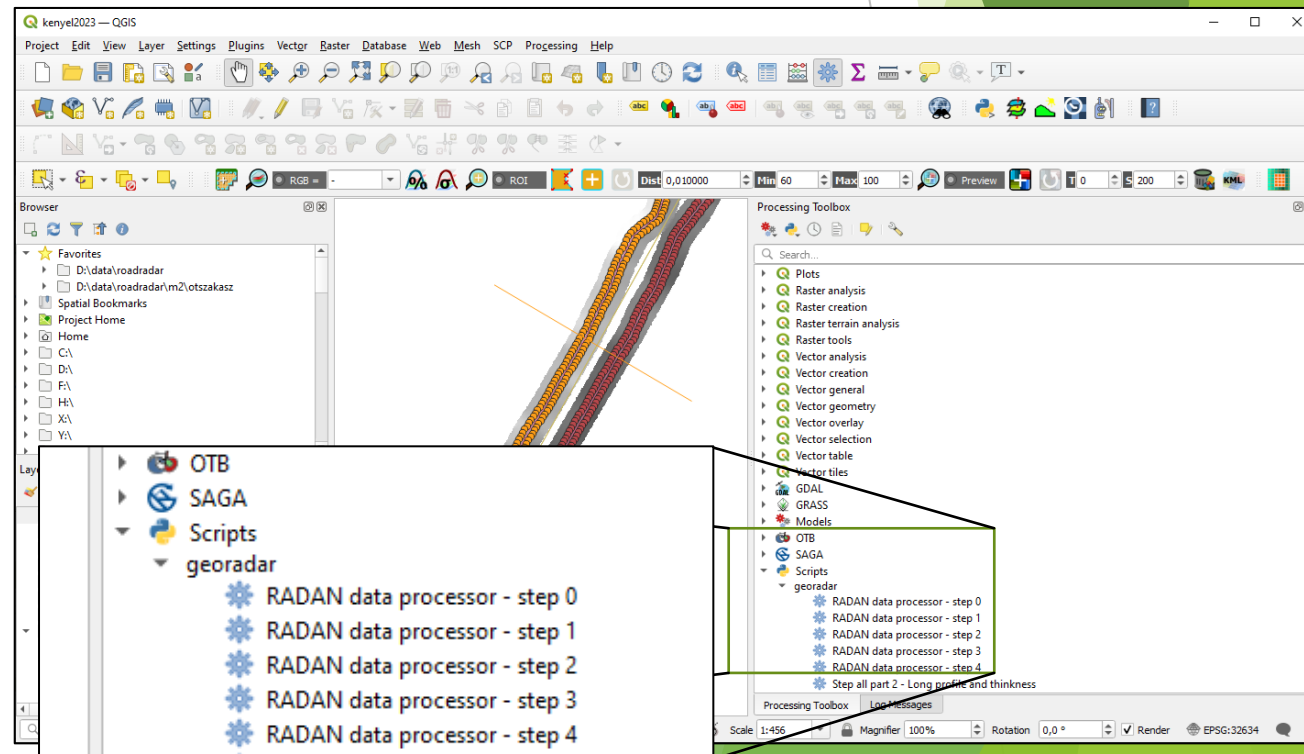 kenyel2023 — QGIS
Project Edit View Layer Settings Plugins Vector Raster Database Web Mesh SCP Processing Help
RGB = - ROI Dist 0,010000 Min 60 Max 100 Preview T 0 S 200 KML
Browser
Favorites
D:\data\roadradar
D:\data\roadradar\m2\otszakasz
Spatial Bookmarks
Project Home
Home
C:\
D:\
F:\
H:\
X:\
Y:\
Lay
OTB
SAGA
Scripts
georadar
RADAN data processor - step 0
RADAN data processor - step 1
RADAN data processor - step 2
RADAN data processor - step 3
RADAN data processor - step 4
Processing Toolbox
Search...
Plots
Raster analysis
Raster creation
Raster terrain analysis
Raster tools
Vector analysis
Vector creation
Vector general
Vector geometry
Vector overlay
Vector selection
Vector table
Vector tiles
GDAL
GRASS
Models
OTB
SAGA
Scripts
georadar
RADAN data processor - step 0
RADAN data processor - step 1
RADAN data processor - step 2
RADAN data processor - step 3
RADAN data processor - step 4
Step all part 2 - Long profile and thinkness
Processing Toolbox Log Messages
Scale 1:456 Magnifier 100% Rotation 0,0 ° Render EPSG:32634